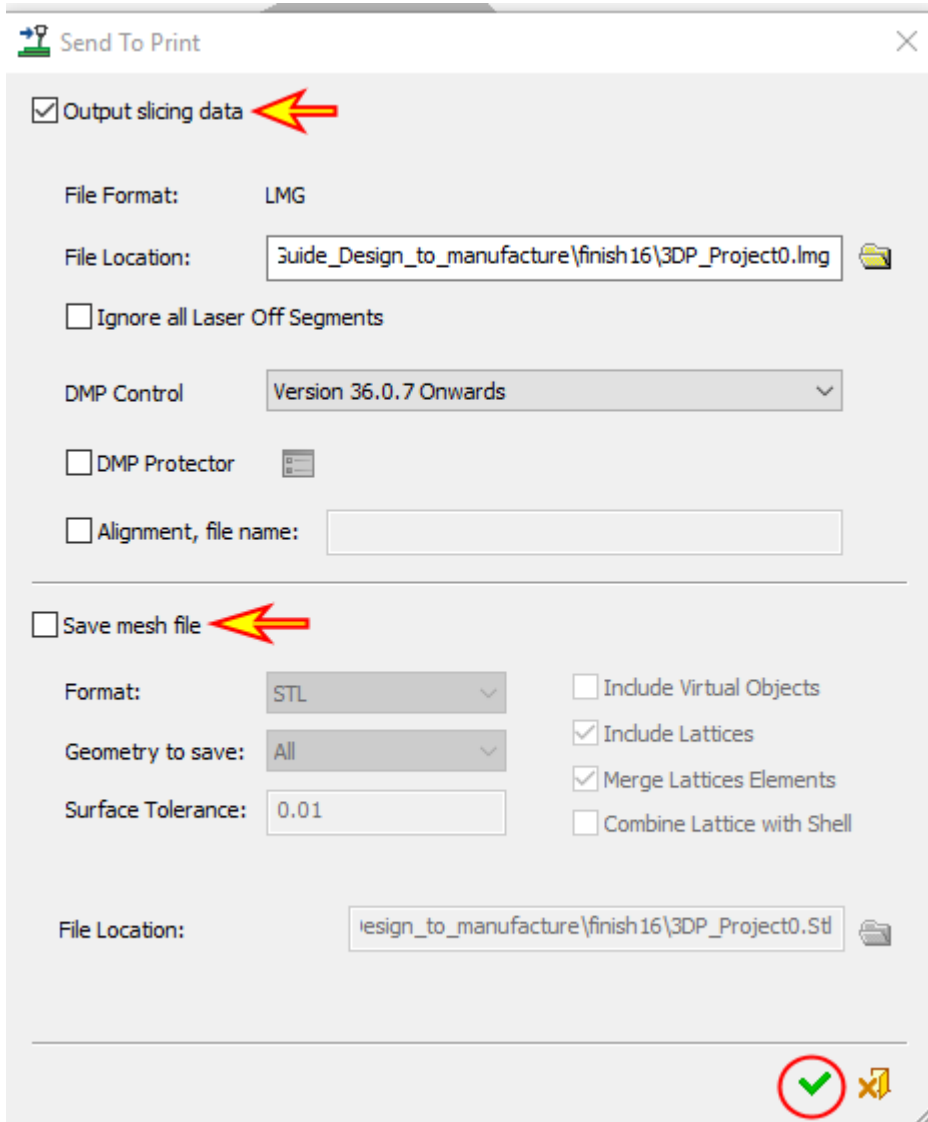 Send To Print
Output slicing data
File Format: LMG
File Location: Guide_Design_to_manufacture\finish16\3DP_Project0.lmg
Ignore all Laser Off Segments
DMP Control Version 36.0.7 Onwards
DMP Protector
Alignment, file name:
Save mesh file
Format: STL Include Virtual Objects
Include Lattices
Geometry to save: All
Merge Lattices Elements
Surface Tolerance: 0.01
Combine Lattice with Shell
File Location: esign_to_manufacture\finish16\3DP_Project0.Stl